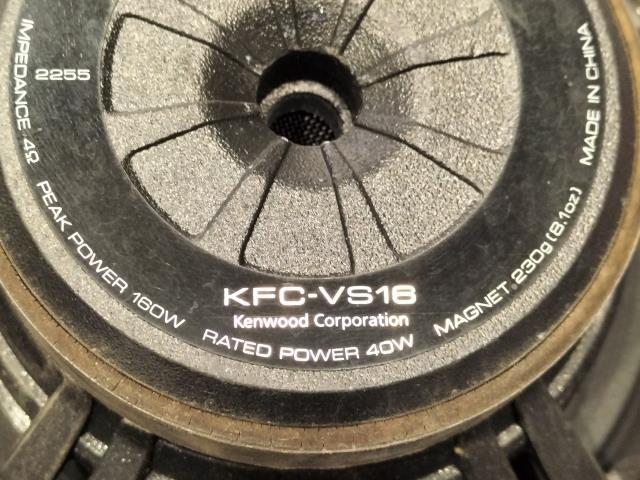 2255
IMPEDANCE 4Ω
PEAK POWER 160W
KFC-VS16
Kenwood Corporation
RATED POWER 40W
MAGNET 230g (8.1oz)
MADE IN CHINA